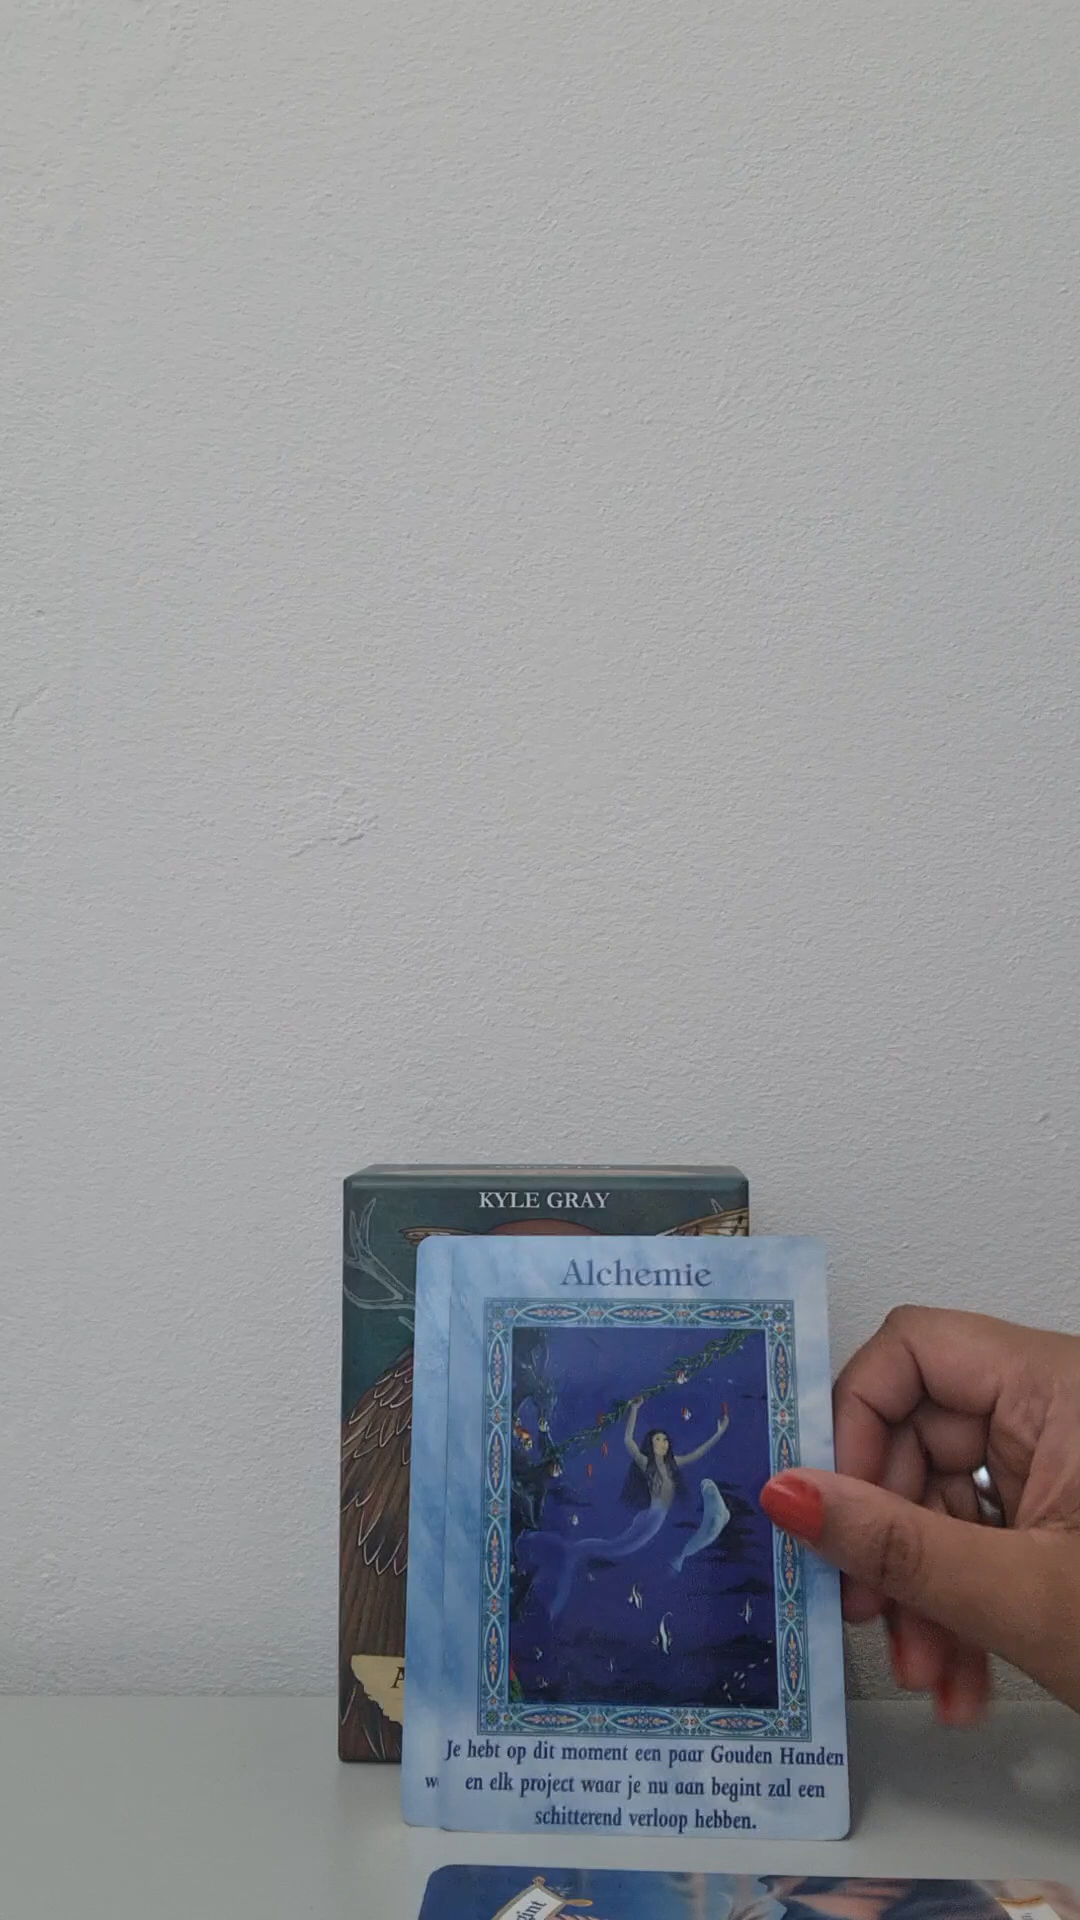 KYLE GRAY
Alchemie
Je hebt op dit moment een paar Gouden Handen
en elk project waar je nu aan begint zal een
schitterend verloop hebben.